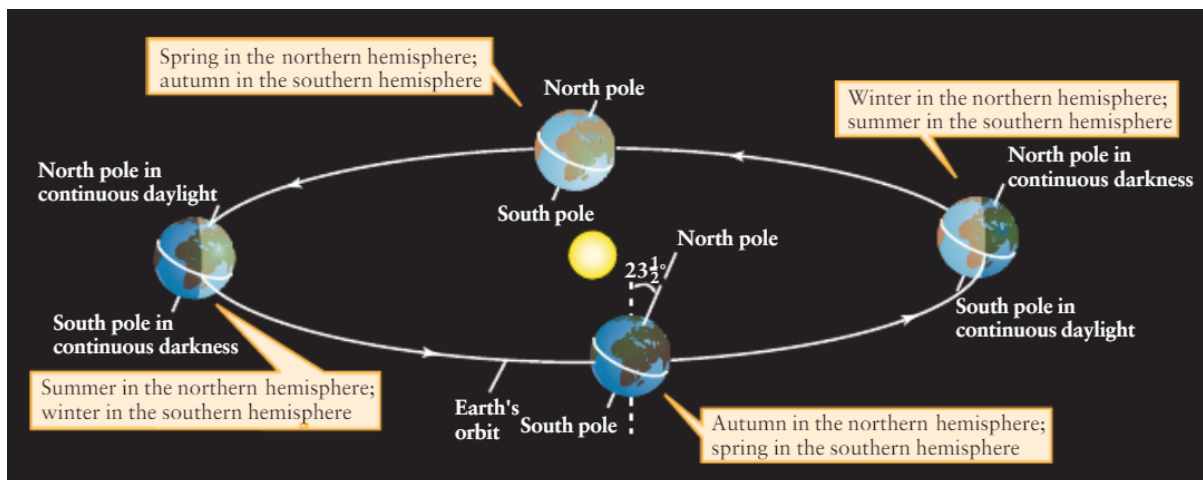 Spring in the northern hemisphere;
autumn in the southern hemisphere
North pole
Winter in the northern hemisphere;
summer in the southern hemisphere
North pole in
continuous daylight
North pole in
continuous darkness
South pole
North pole
23½°
South pole in
continuous darkness
South pole in
continuous daylight
Summer in the northern hemisphere;
winter in the southern hemisphere
Earth's
orbit
South pole
Autumn in the northern hemisphere;
spring in the southern hemisphere